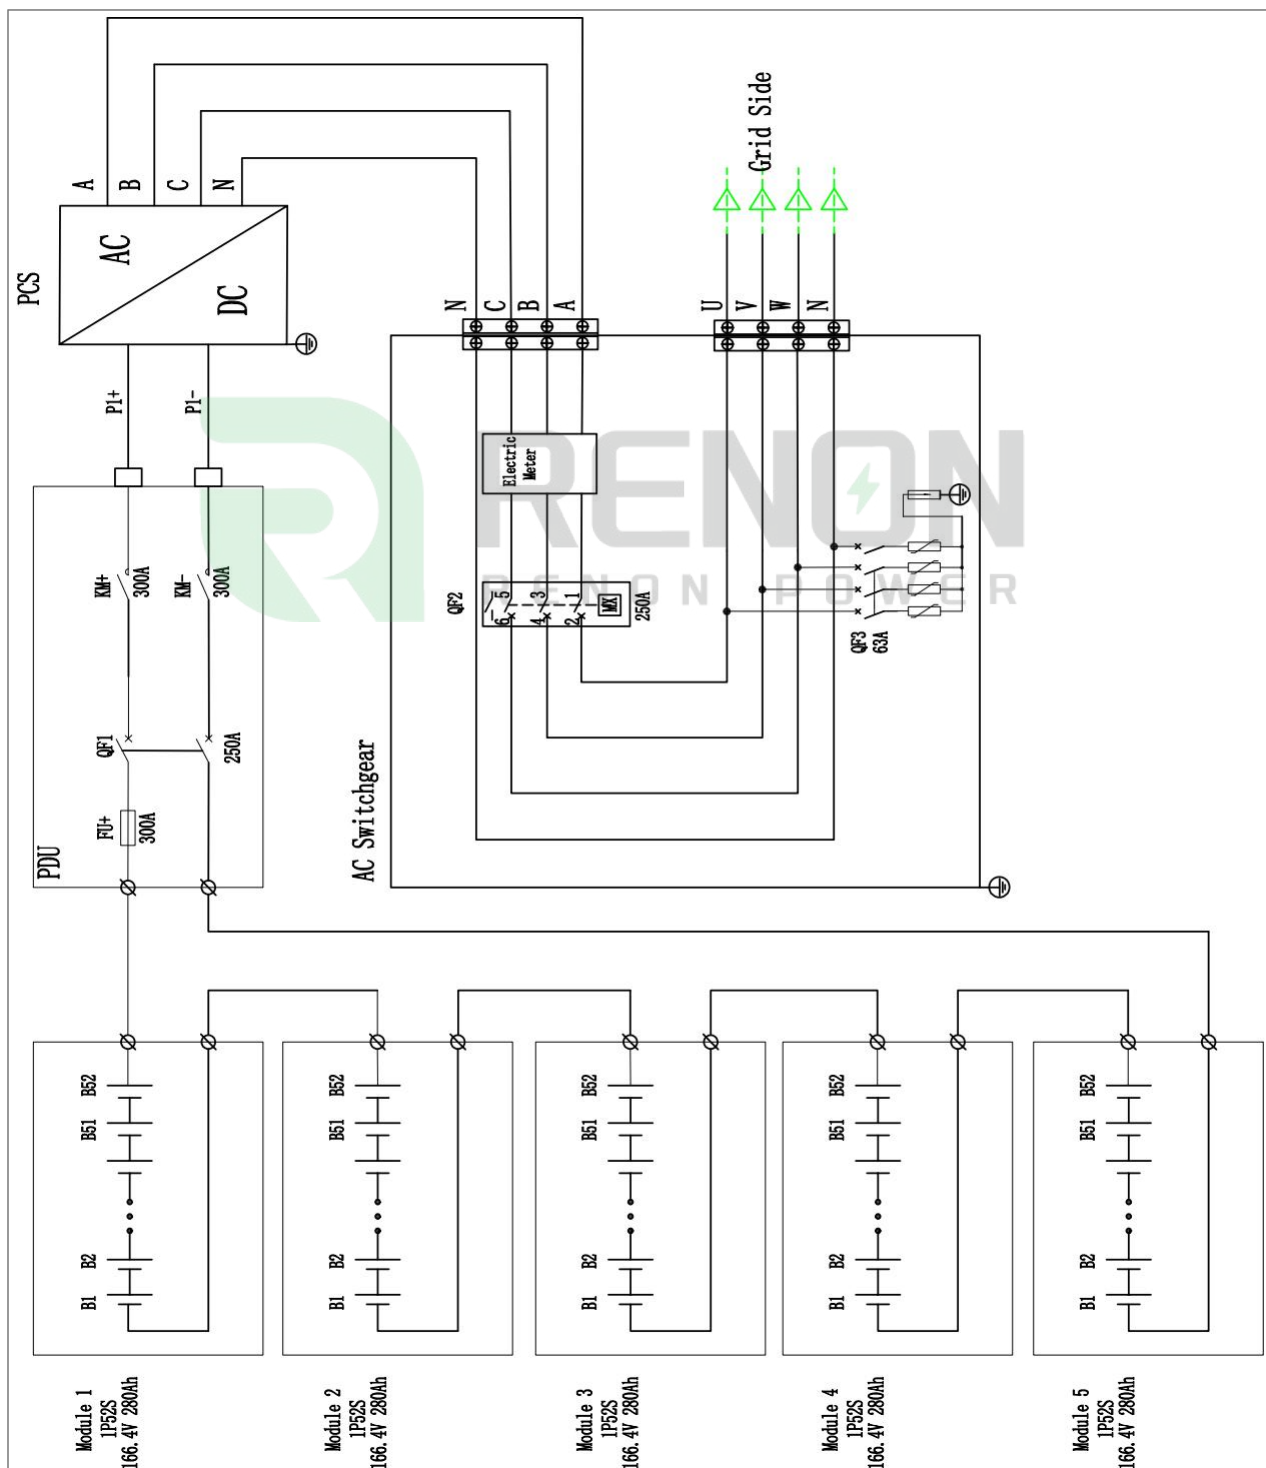 A
B
C
N
PCS
AC
DC
P1+
P1-
KM+
300A
KM-
300A
QF1
250A
FU+
300A
PDU
Grid Side
N
C
B
A
U
V
W
N
Electric
Meter
QF2
5
3
1
6
4
2
MX
250A
QF3
63A
AC Switchgear
RENON
RENON POWER
B52
B51
B2
B1
B52
B51
B2
B1
B52
B51
B2
B1
B52
B51
B2
B1
B52
B51
B2
B1
Module 1
1P52S
166.4V 280Ah
Module 2
1P52S
166.4V 280Ah
Module 3
1P52S
166.4V 280Ah
Module 4
1P52S
166.4V 280Ah
Module 5
1P52S
166.4V 280Ah